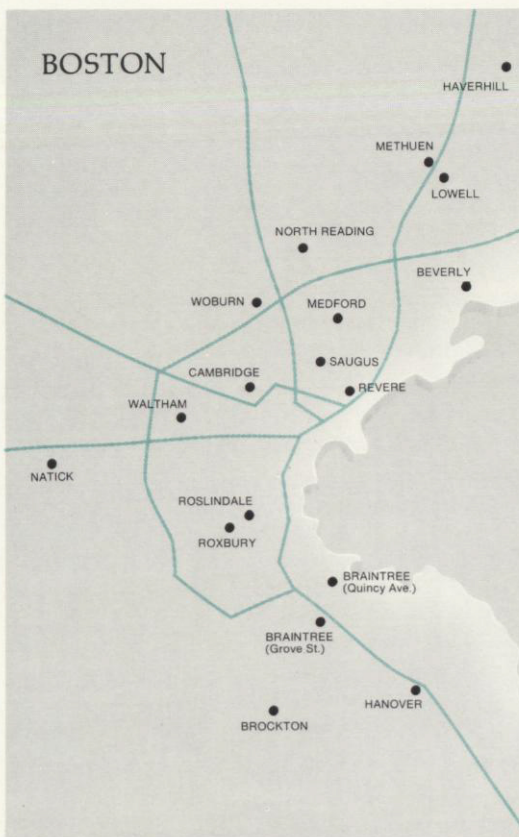 BOSTON
HAVERHILL
METHUEN
LOWELL
NORTH READING
BEVERLY
WOBURN
MEDFORD
SAUGUS
CAMBRIDGE
REVERE
WALTHAM
NATICK
ROSLINDALE
ROXBURY
BRAINTREE
(Quincy Ave.)
BRAINTREE
(Grove St.)
HANOVER
BROCKTON